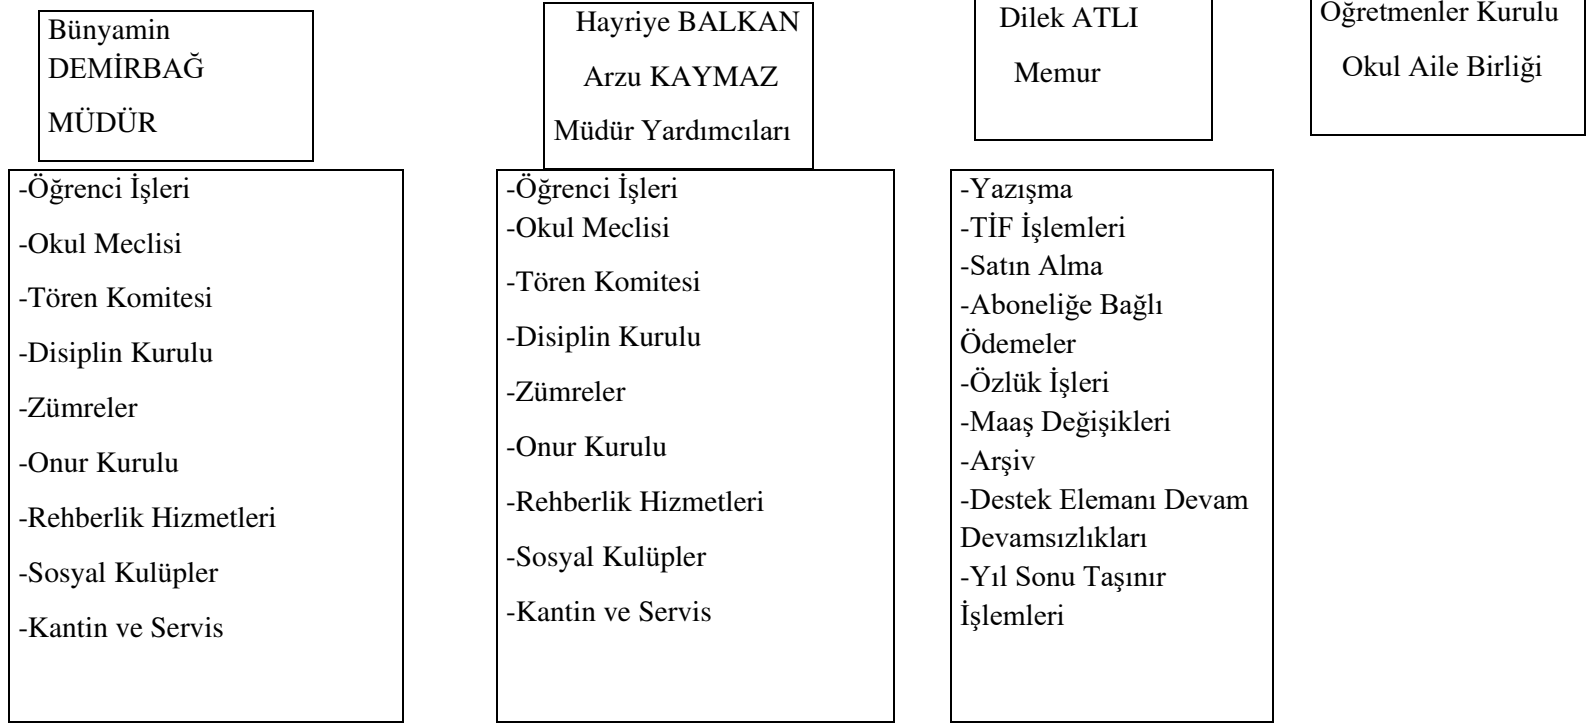 Bünyamin
DEMİRBAĞ
MÜDÜR
Hayriye BALKAN
Arzu KAYMAZ
Müdür Yardımcıları
Dilek ATLI
Memur
Öğretmenler Kurulu
Okul Aile Birliği
-Öğrenci İşleri
-Okul Meclisi
-Tören Komitesi
-Disiplin Kurulu
-Zümreler
-Onur Kurulu
-Rehberlik Hizmetleri
-Sosyal Kulüpler
-Kantin ve Servis
-Öğrenci İşleri
-Okul Meclisi
-Tören Komitesi
-Disiplin Kurulu
-Zümreler
-Onur Kurulu
-Rehberlik Hizmetleri
-Sosyal Kulüpler
-Kantin ve Servis
-Yazışma
-TİF İşlemleri
-Satın Alma
-Aboneliğe Bağlı
Ödemeler
-Özlük İşleri
-Maaş Değişikleri
-Arşiv
-Destek Elemanı Devam
Devamsızlıkları
-Yıl Sonu Taşınır
İşlemleri